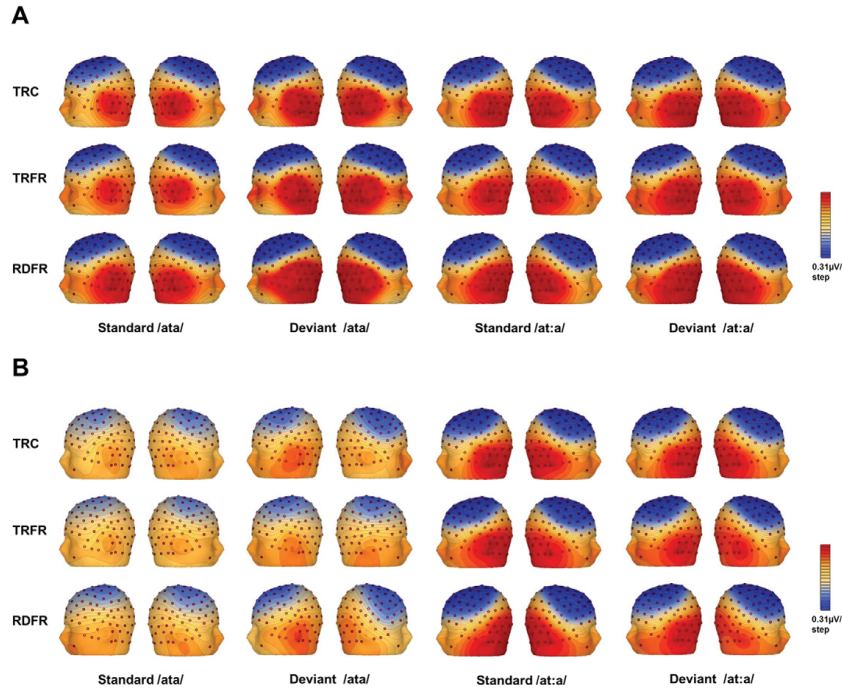 A
TRC
TRFR
RDFR
0.31µV/
step
Standard /ata/ Deviant /ata/ Standard /at:a/ Deviant /at:a/
B
TRC
TRFR
RDFR
0.31µV/
step
Standard /ata/ Deviant /ata/ Standard /at:a/ Deviant /at:a/